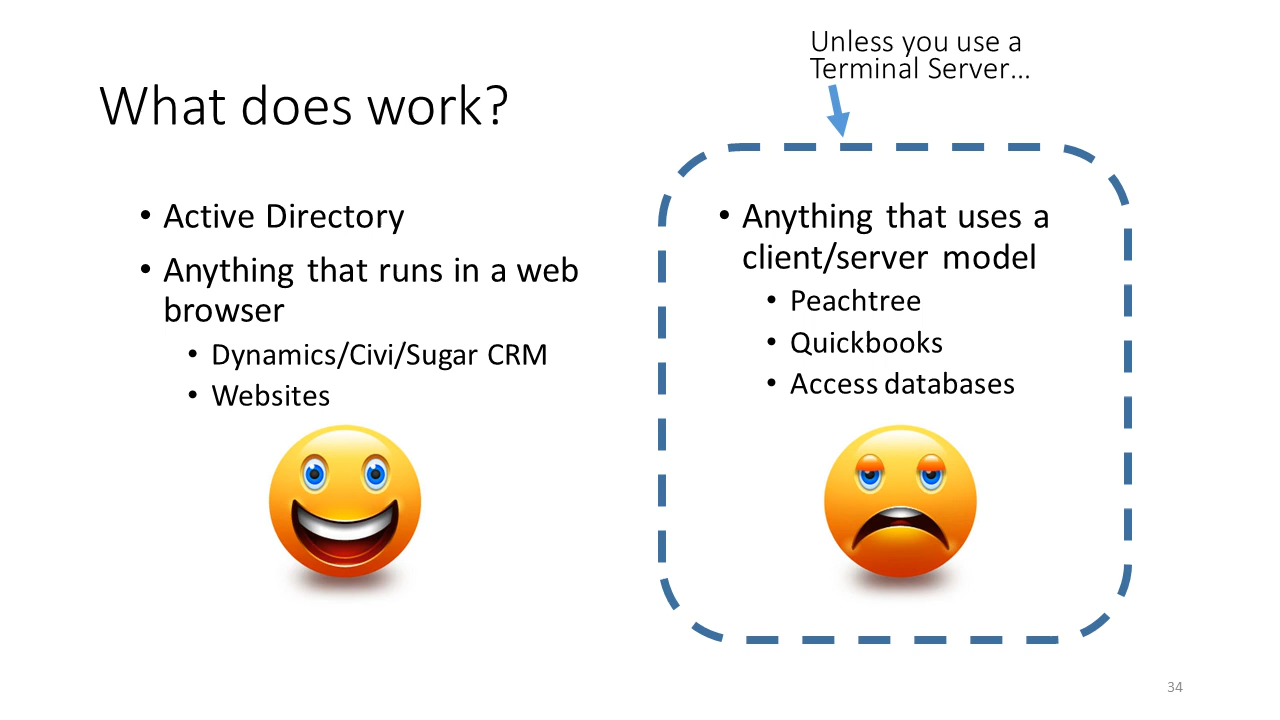 What does work?
• Active Directory
• Anything that runs in a web
browser
• Dynamics/Civi/Sugar CRM
• Websites
Unless you use a
Terminal Server…
• Anything that uses a
client/server model
• Peachtree
• Quickbooks
• Access databases
34